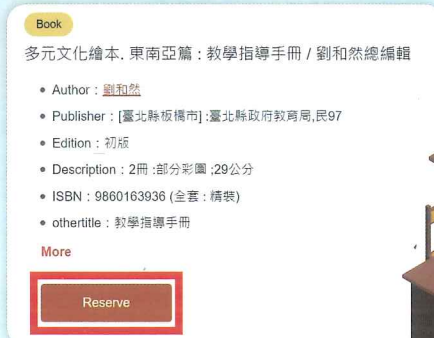 Book
多元文化繪本. 東南亞篇 : 教學指導手冊 / 劉和然總編輯
Author：劉和然
Publisher：[臺北縣板橋市] :臺北縣政府教育局,民97
Edition：初版
Description：2冊 :部分彩圖 ;29公分
ISBN：9860163936 (全套 : 精裝)
othertitle：教學指導手冊
More
Reserve